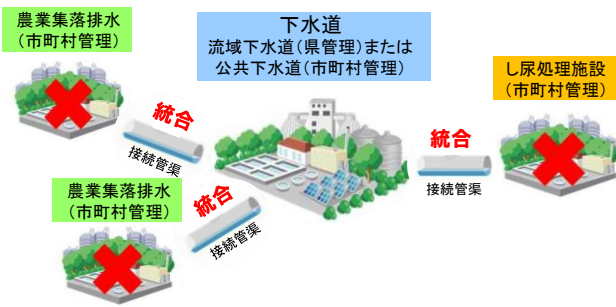 農業集落排水
（市町村管理）
下水道
流域下水道（県管理）または
公共下水道（市町村管理）
し尿処理施設
（市町村管理）
統合
接続管渠
統合
接続管渠
農業集落排水
（市町村管理）
統合
接続管渠